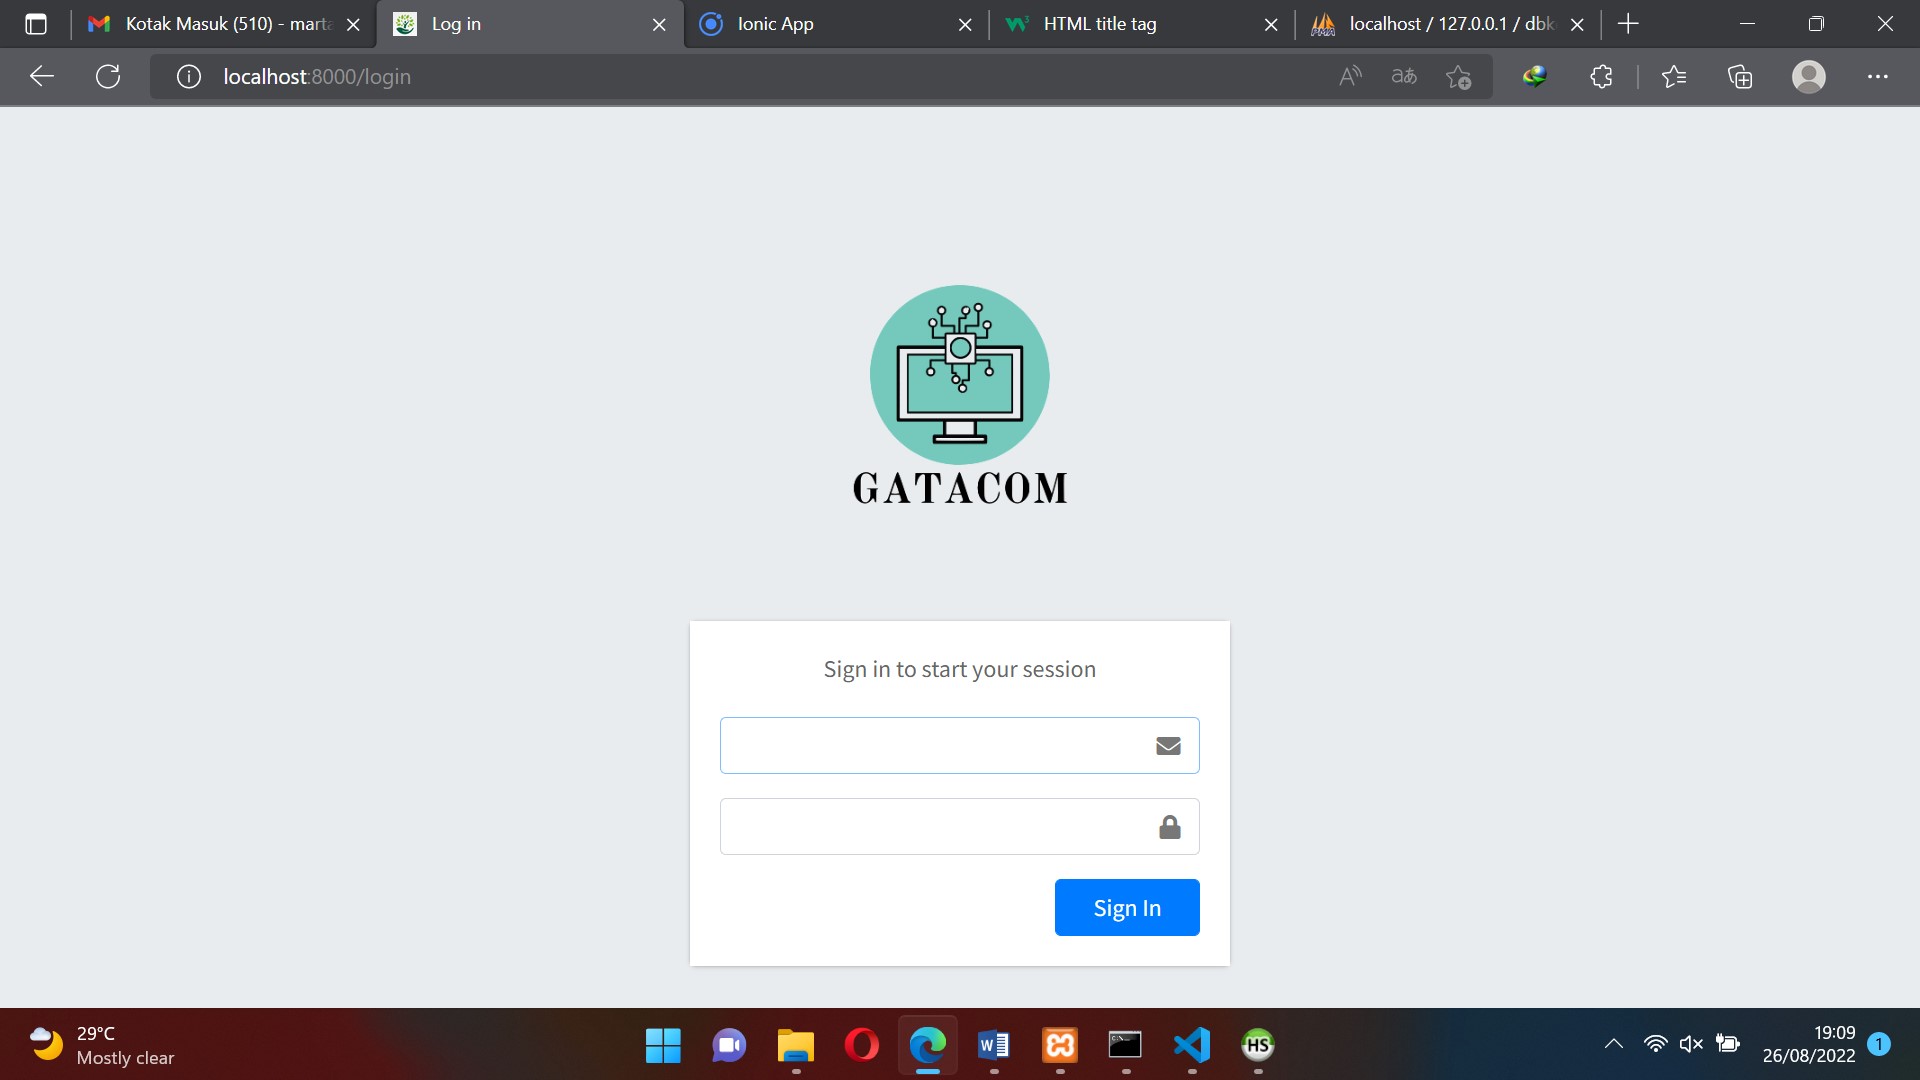 Kotak Masuk (510) - marta
Log in
Ionic App
HTML title tag
localhost / 127.0.0.1 / dbk
localhost:8000/login
GATACOM
Sign in to start your session
Sign In
29°C
Mostly clear
HS
19:09
26/08/2022
1